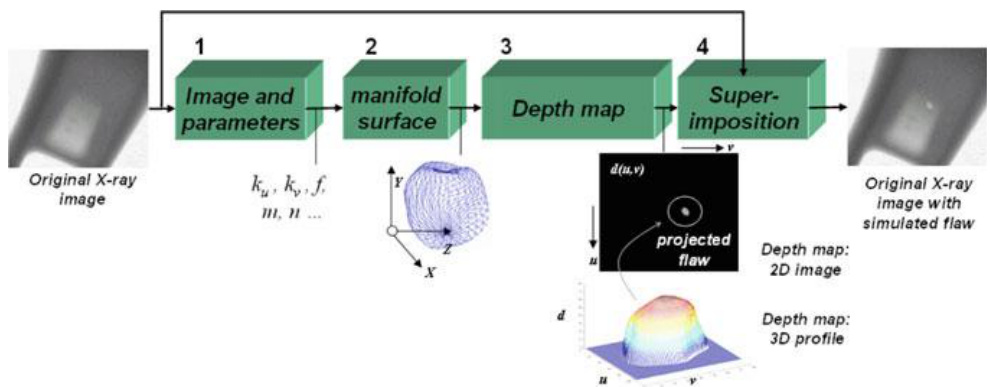 1
2
3
4
Image and
parameters
manifold
surface
Depth map
Super-
imposition
Original X-ray
image
k_u , k_v , f,
m, n ...
Y
Z
X
v
d(u,v)
u
projected
flaw
Original X-ray
image with
simulated flaw
Depth map:
2D image
d
u
v
Depth map:
3D profile